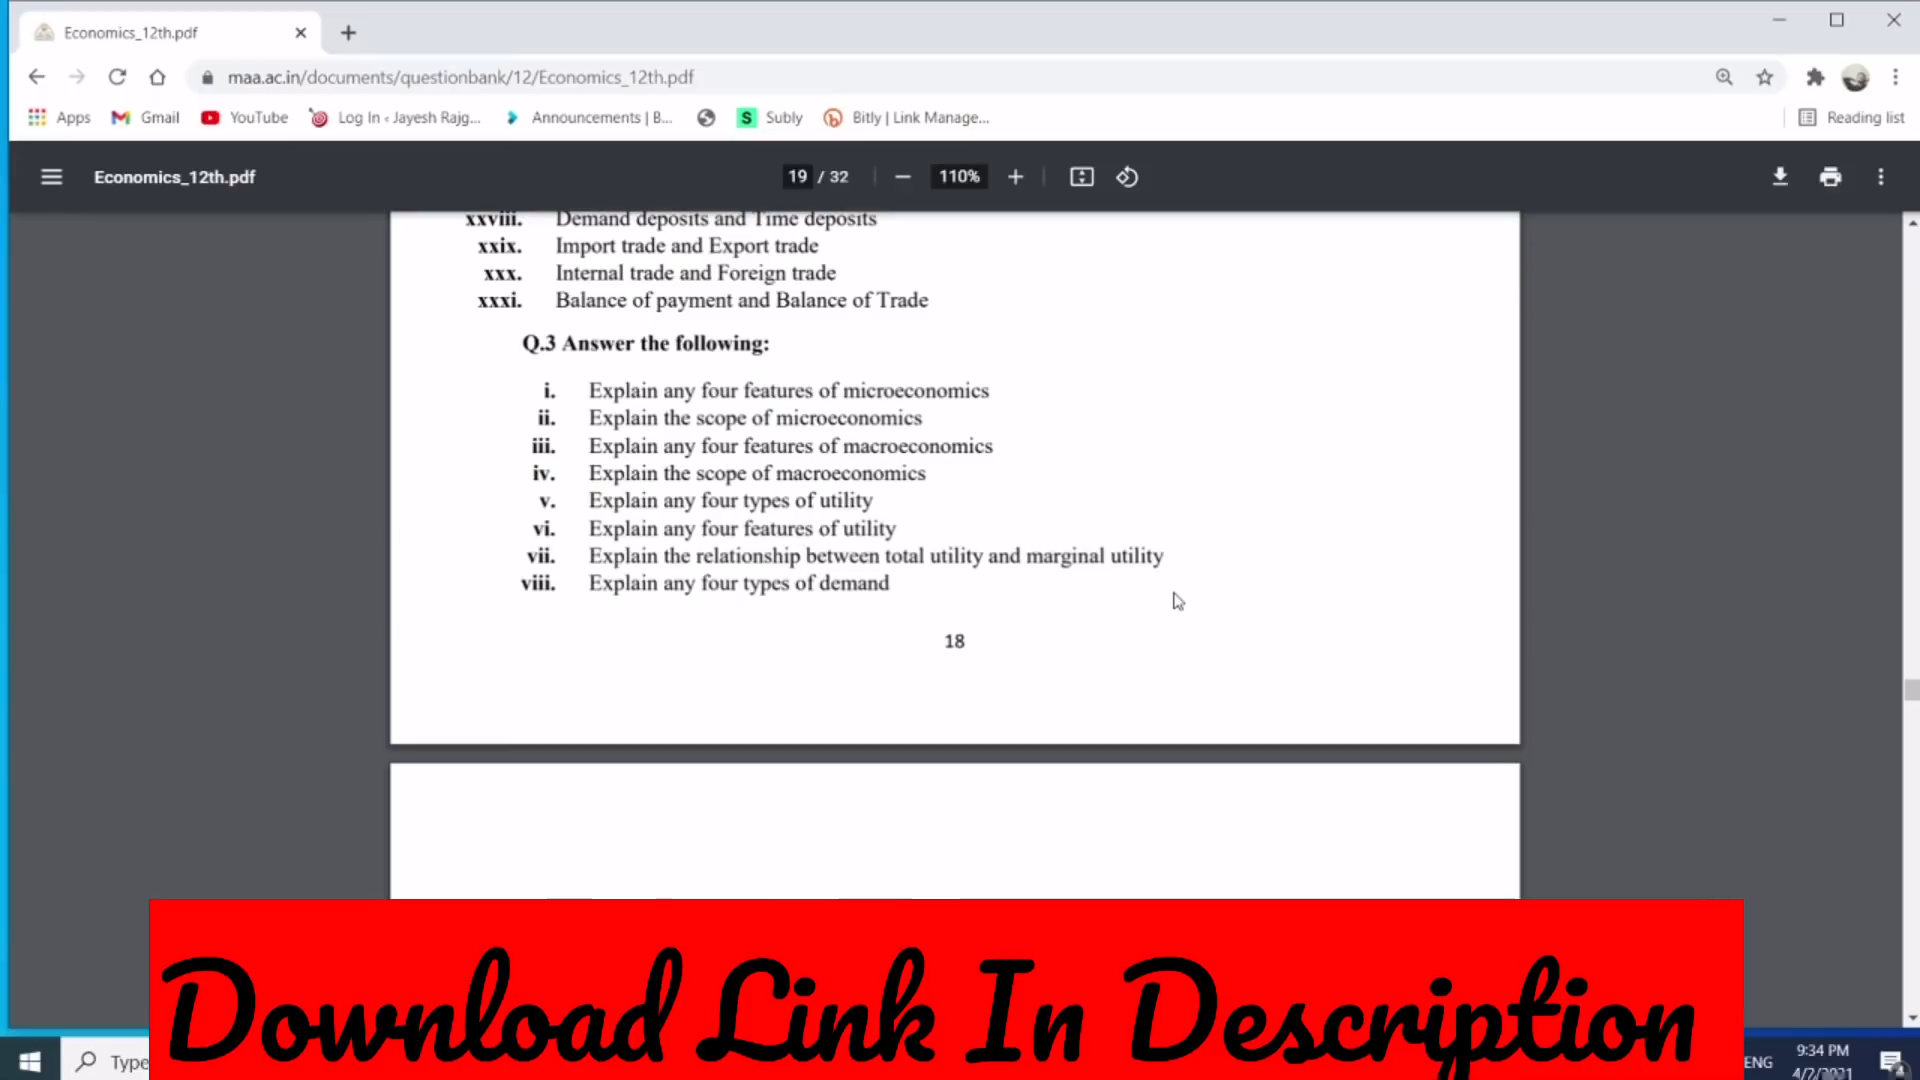 Economics_12th.pdf
maa.ac.in/documents/questionbank/12/Economics_12th.pdf
Apps Gmail YouTube Log In ‹ Jayesh Rajg... Announcements | B... Subly Bitly | Link Manage... Reading list
Economics_12th.pdf 19 / 32 110%
xxviii. Demand deposits and Time deposits
xxix. Import trade and Export trade
xxx. Internal trade and Foreign trade
xxxi. Balance of payment and Balance of Trade
Q.3 Answer the following:
i. Explain any four features of microeconomics
ii. Explain the scope of microeconomics
iii. Explain any four features of macroeconomics
iv. Explain the scope of macroeconomics
v. Explain any four types of utility
vi. Explain any four features of utility
vii. Explain the relationship between total utility and marginal utility
viii. Explain any four types of demand
18
Download Link In Description
Type
ENG 9:34 PM
4/2/2021